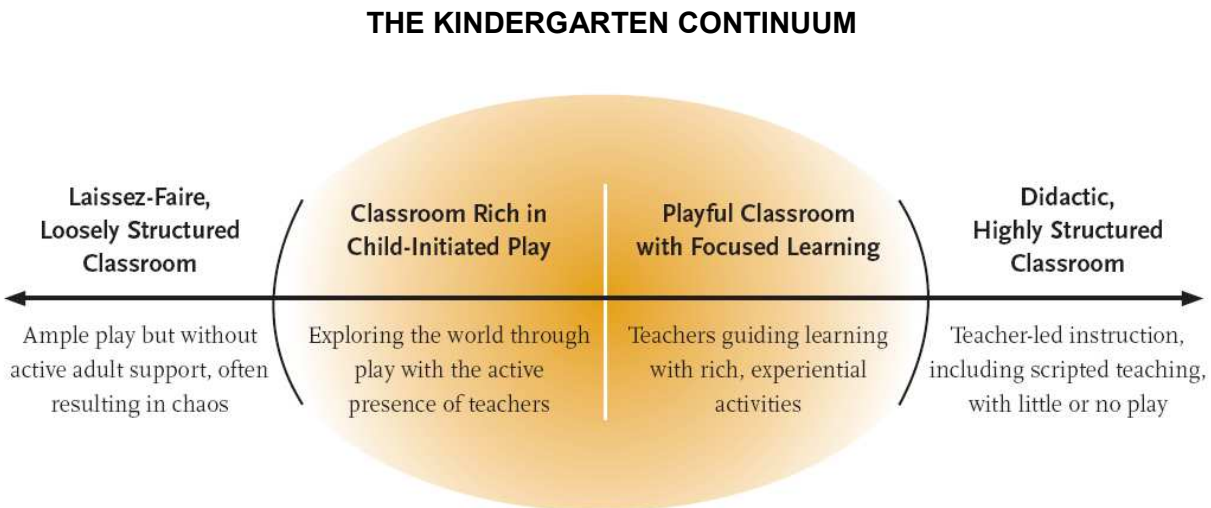 THE KINDERGARTEN CONTINUUM
Laissez-Faire,
Loosely Structured
Classroom
Ample play but without
active adult support, often
resulting in chaos
Classroom Rich in
Child-Initiated Play
Exploring the world through
play with the active
presence of teachers
Playful Classroom
with Focused Learning
Teachers guiding learning
with rich, experiential
activities
Didactic,
Highly Structured
Classroom
Teacher-led instruction,
including scripted teaching,
with little or no play